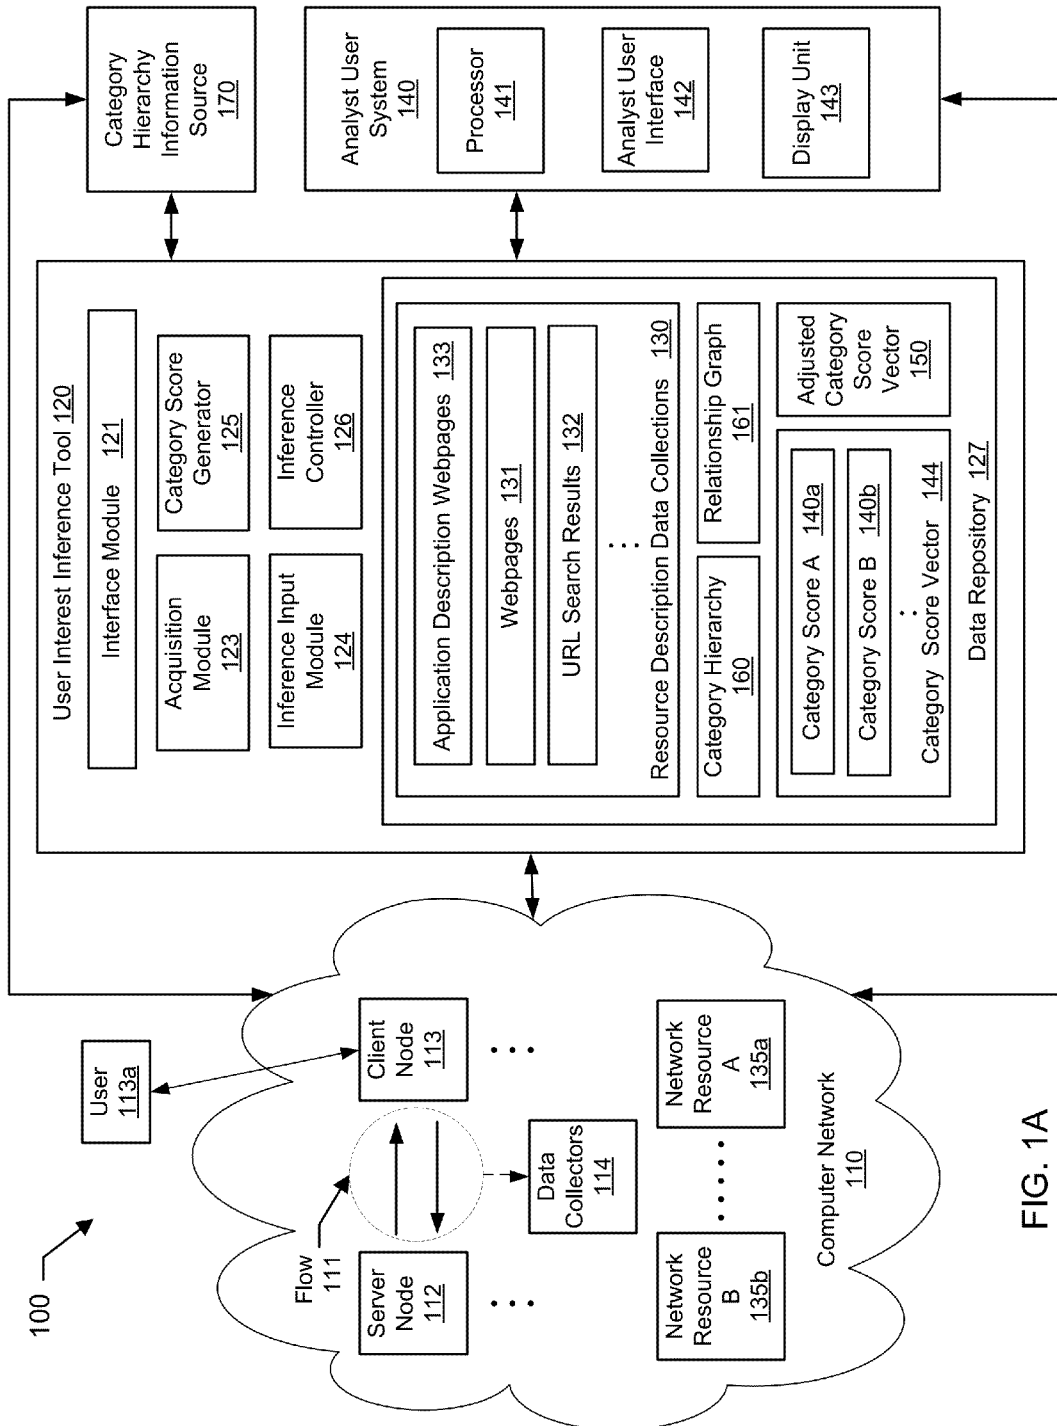 100
User
113a
Flow
111
Server
Node
112
Client
Node
113
Data
Collectors
114
Network
Resource
B
135b
Network
Resource
A
135a
Computer Network
110
User Interest Inference Tool 120
Interface Module 121
Acquisition
Module
123
Category Score
Generator
125
Inference Input
Module
124
Inference
Controller
126
Application Description Webpages 133
Webpages 131
URL Search Results 132
Resource Description Data Collections 130
Category Hierarchy
160
Relationship Graph
161
Category Score A 140a
Category Score B 140b
Category Score Vector 144
Adjusted
Category
Score
Vector
150
Data Repository 127
Category
Hierarchy
Information
Source
170
Analyst User
System
140
Processor
141
Analyst User
Interface
142
Display Unit
143
FIG. 1A